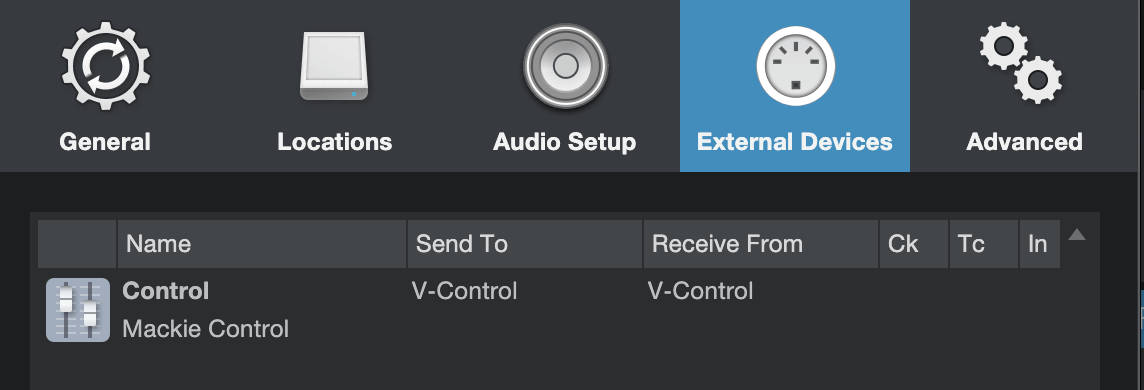 General Locations Audio Setup External Devices Advanced
Name Send To Receive From Ck Tc In
Control V-Control V-Control
Mackie Control